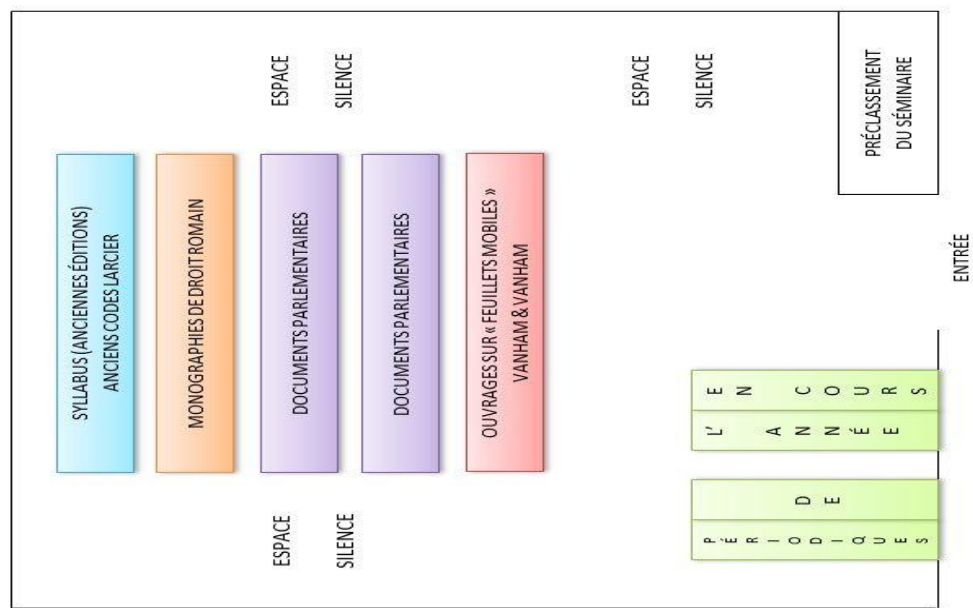 ESPACE
SILENCE
ESPACE
SILENCE
PRÉCLASSEMENT
DU SÉMINAIRE
SYLLABUS (ANCIENNES ÉDITIONS)
ANCIENS CODES LARCIER
MONOGRAPHIES DE DROIT ROMAIN
DOCUMENTS PARLEMENTAIRES
DOCUMENTS PARLEMENTAIRES
OUVRAGES SUR « FEUILLETS MOBILES »
VANHAM & VANHAM
ENTRÉE
ESPACE
SILENCE
PÉRIODIQUES
DE
L' ANNÉE
EN COURS